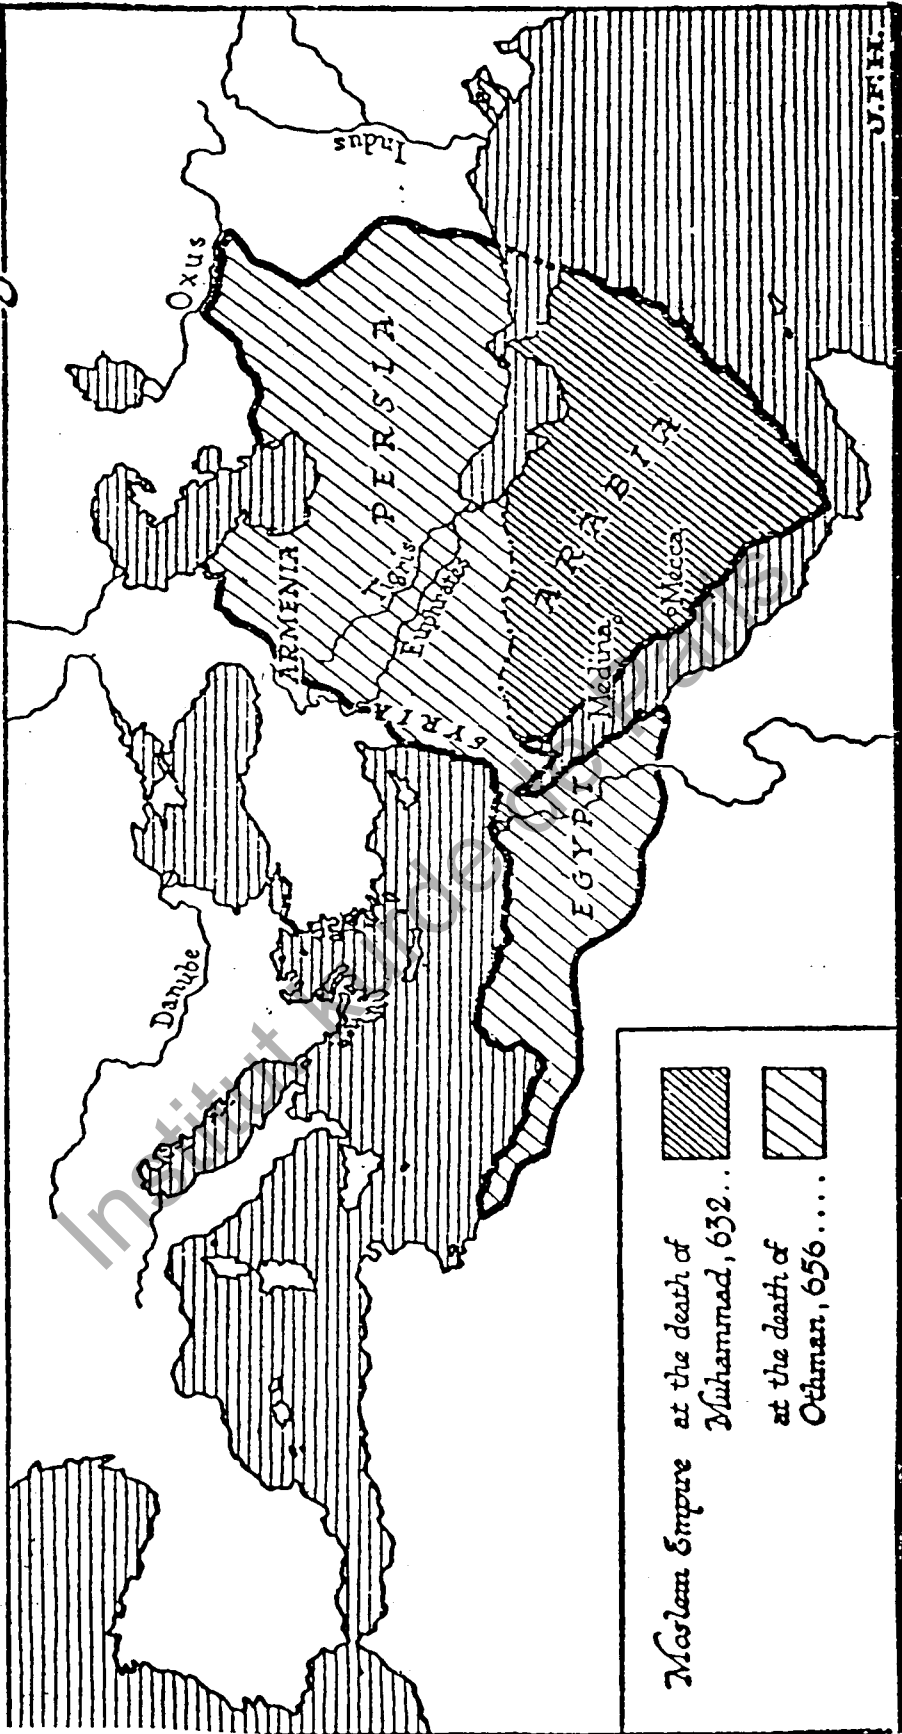 Oxus
Indus
PERSIA
ARMENIA
Tigris
Euphrates
ARABIA
Medina
Mecca
SYRIA
EGYPT
Danube
Moslem Empire at the death of
Muhammad, 632..
at the death of
Othman, 656.....
J.F.H.
Institut kurde de Paris